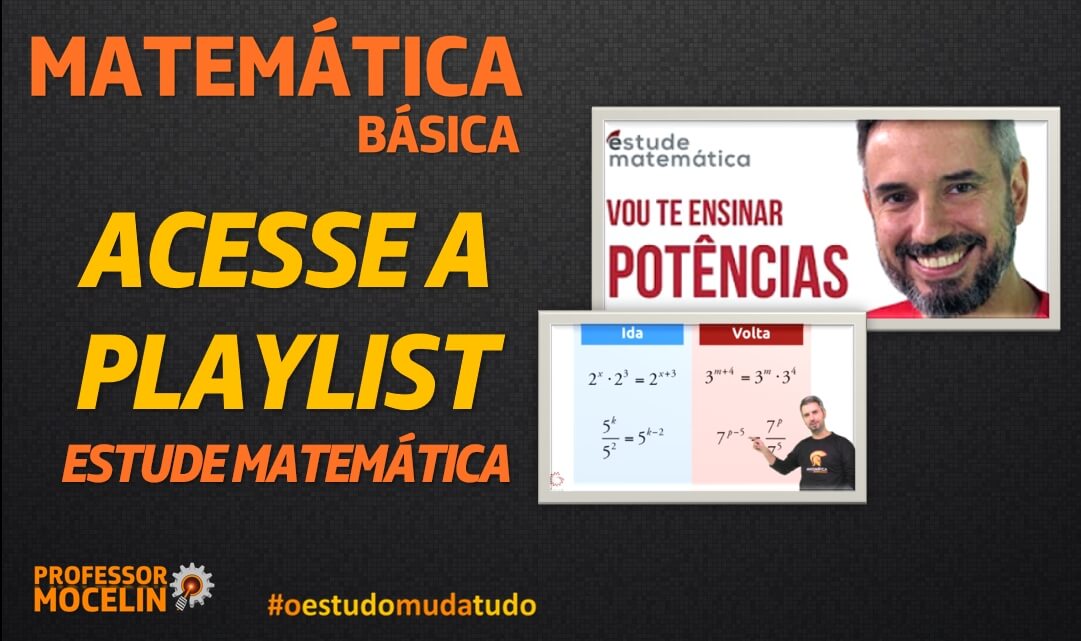 MATEMÁTICA
BÁSICA
ACESSE A
PLAYLIST
ESTUDE MATEMÁTICA
estude
matemática
VOU TE ENSINAR
POTÊNCIAS
Ida Volta
2^x · 2^3 = 2^{x+3} 3^{m+4} = 3^m · 3^4
5^k / 5^2 = 5^{k-2} 7^{p-5} = 7^p / 7^5
PROFESSOR
MOCELIN
#oestudomudatudo